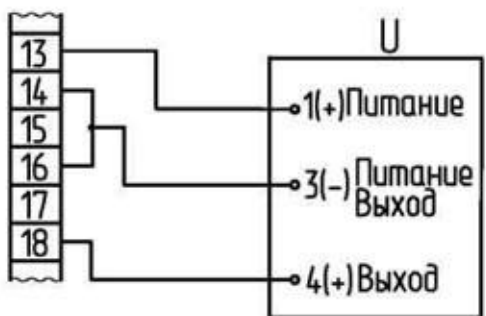 13
14
15
16
17
18
U
1(+)Питание
3(-)Питание
Выход
4(+)Выход